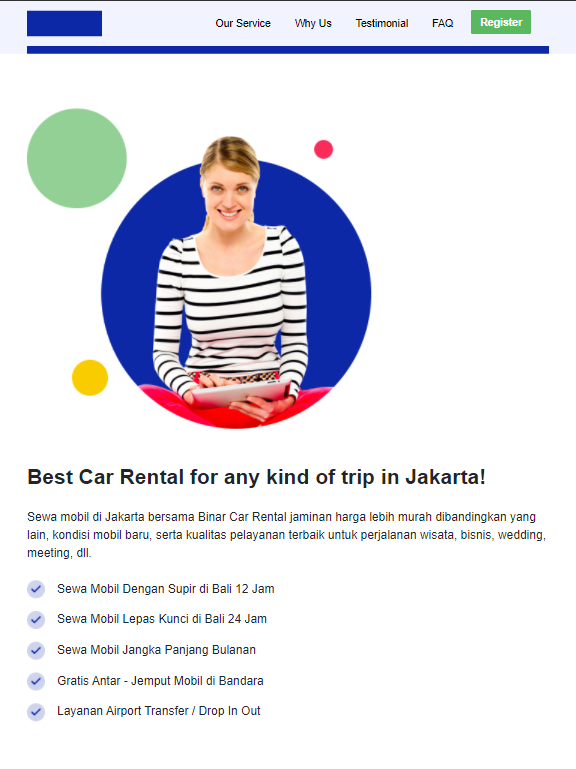 Our Service Why Us Testimonial FAQ Register
Best Car Rental for any kind of trip in Jakarta!
Sewa mobil di Jakarta bersama Binar Car Rental jaminan harga lebih murah dibandingkan yang
lain, kondisi mobil baru, serta kualitas pelayanan terbaik untuk perjalanan wisata, bisnis, wedding,
meeting, dll.
Sewa Mobil Dengan Supir di Bali 12 Jam
Sewa Mobil Lepas Kunci di Bali 24 Jam
Sewa Mobil Jangka Panjang Bulanan
Gratis Antar - Jemput Mobil di Bandara
Layanan Airport Transfer / Drop In Out